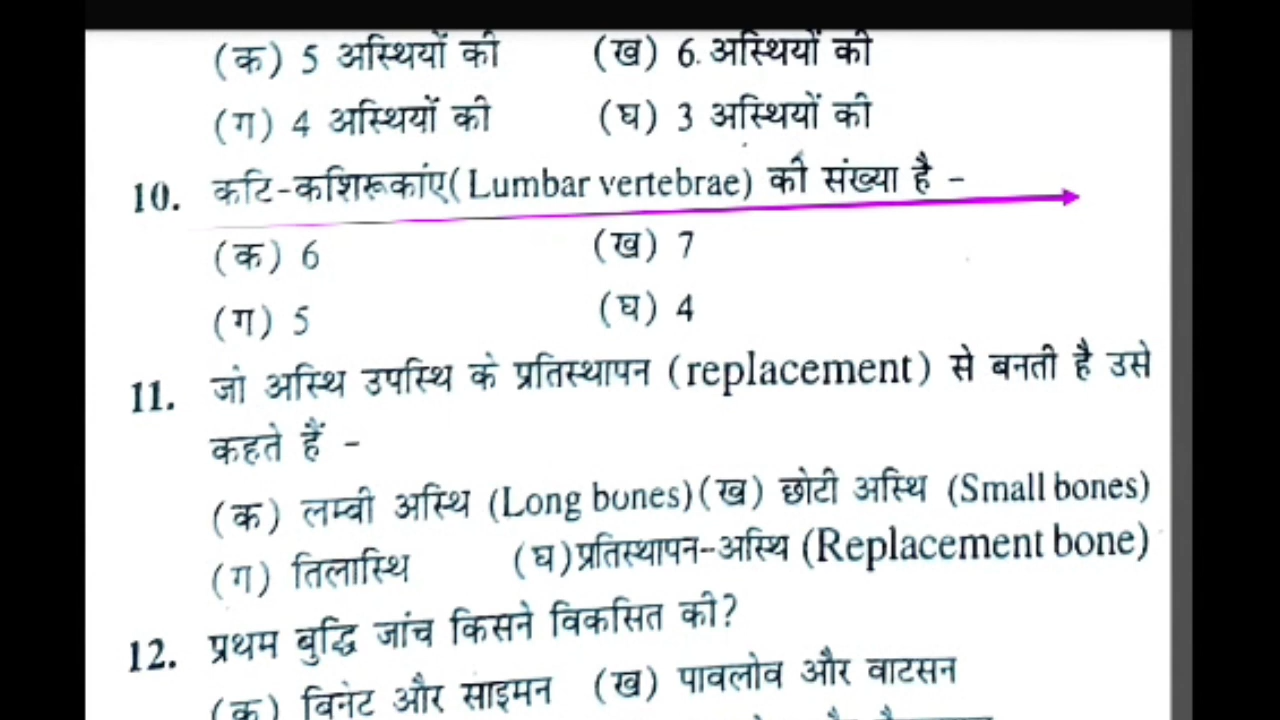 (क) 5 अस्थियों की (ख) 6 अस्थियों की
(ग) 4 अस्थियों की (घ) 3 अस्थियों की
10. कटि-कशिरूकांए(Lumbar vertebrae) की संख्या है -
(क) 6 (ख) 7
(ग) 5 (घ) 4
11. जो अस्थि उपस्थि के प्रतिस्थापन (replacement) से बनती है उसे
कहते हैं -
(क) लम्बी अस्थि (Long bones) (ख) छोटी अस्थि (Small bones)
(ग) तिलास्थि (घ) प्रतिस्थापन-अस्थि (Replacement bone)
12. प्रथम बुद्धि जांच किसने विकसित की?
(क) बिनेट और साइमन (ख) पावलोव और वाटसन